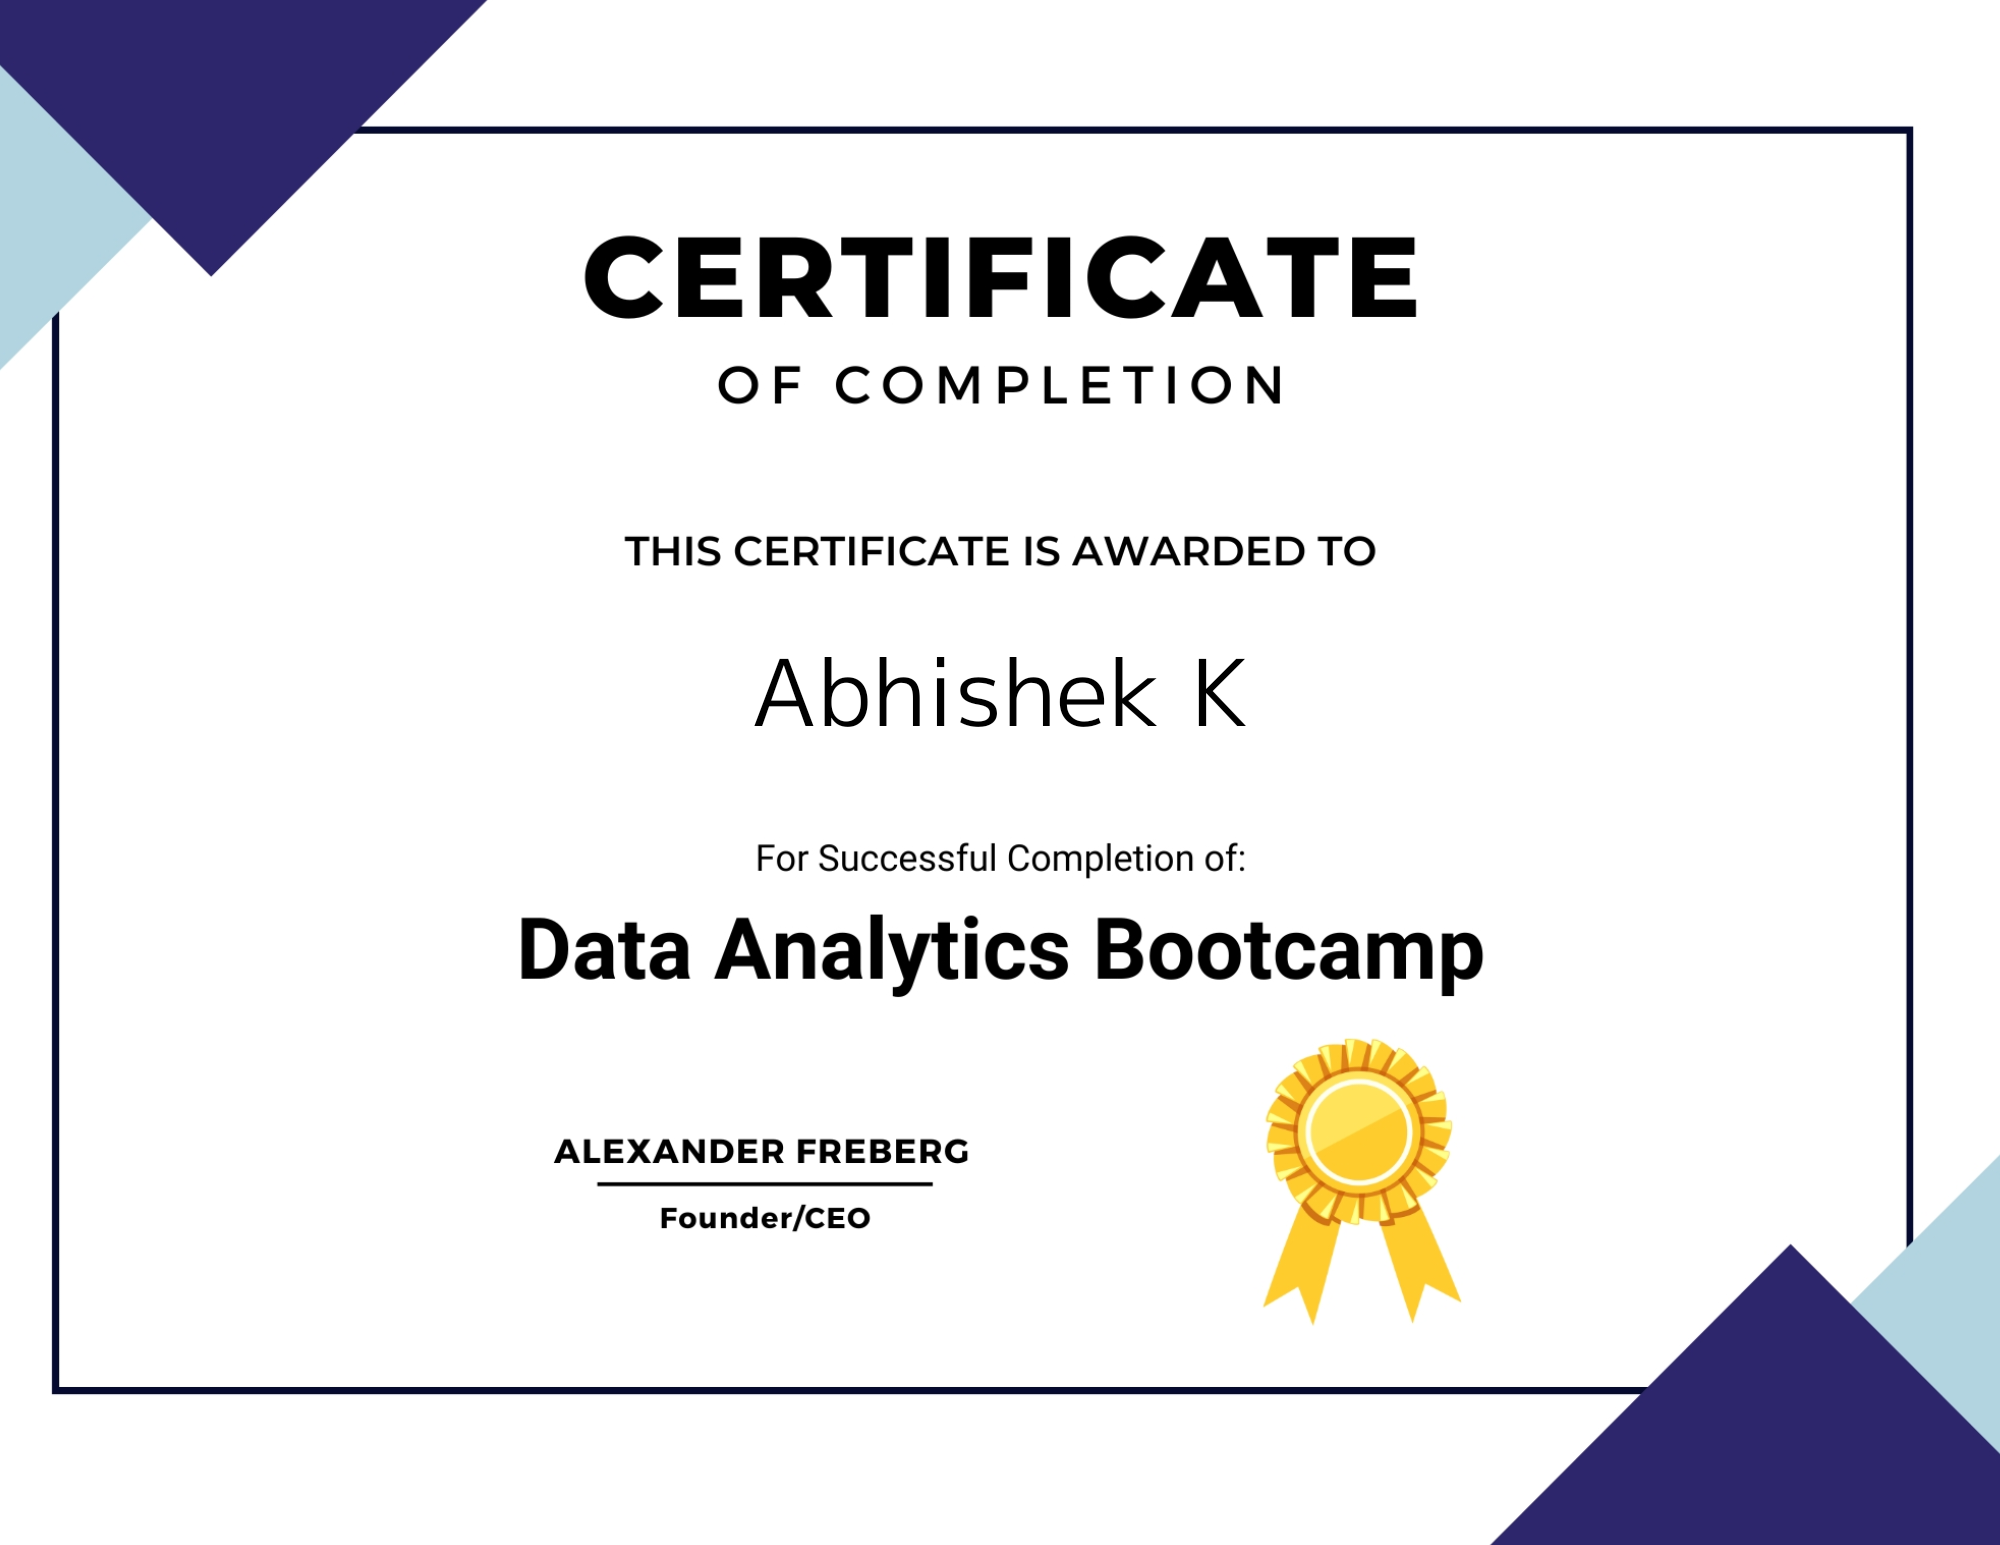 CERTIFICATE
OF COMPLETION
THIS CERTIFICATE IS AWARDED TO
Abhishek K
For Successful Completion of:
Data Analytics Bootcamp
ALEXANDER FREBERG
Founder/CEO